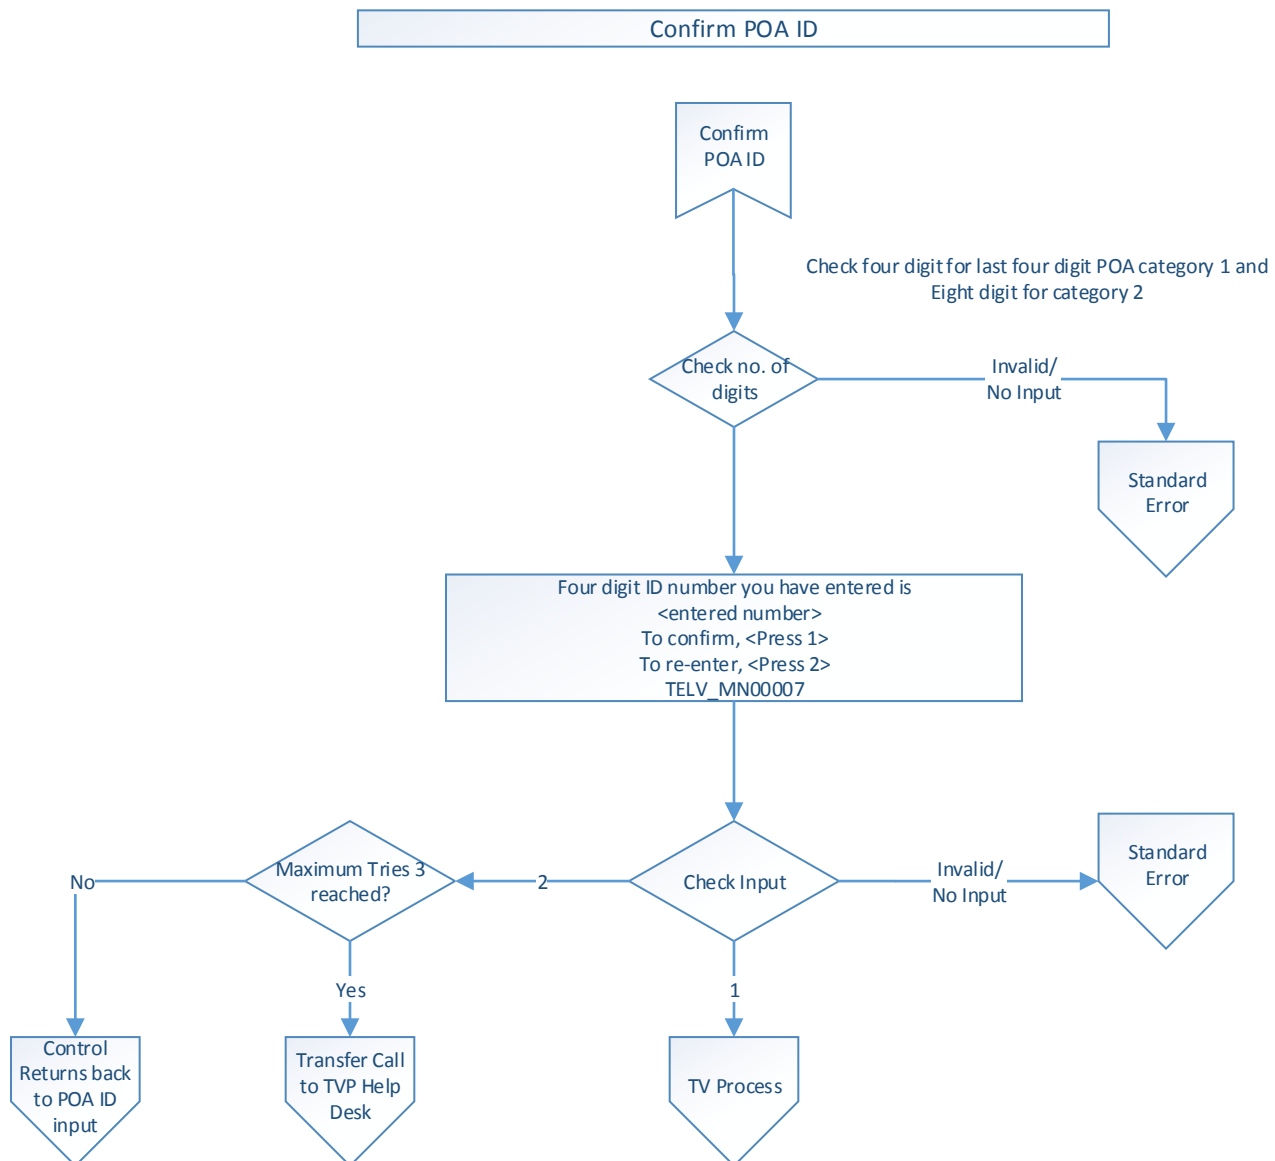 Confirm POA ID
Confirm
POA ID
Check four digit for last four digit POA category 1 and
Eight digit for category 2
Check no. of
digits
Invalid/
No Input
Standard
Error
Four digit ID number you have entered is
<entered number>
To confirm, <Press 1>
To re-enter, <Press 2>
TELV_MN00007
Maximum Tries 3
reached?
No
2
Check Input
Invalid/
No Input
Standard
Error
Yes
1
Control
Returns back
to POA ID
input
Transfer Call
to TVP Help
Desk
TV Process